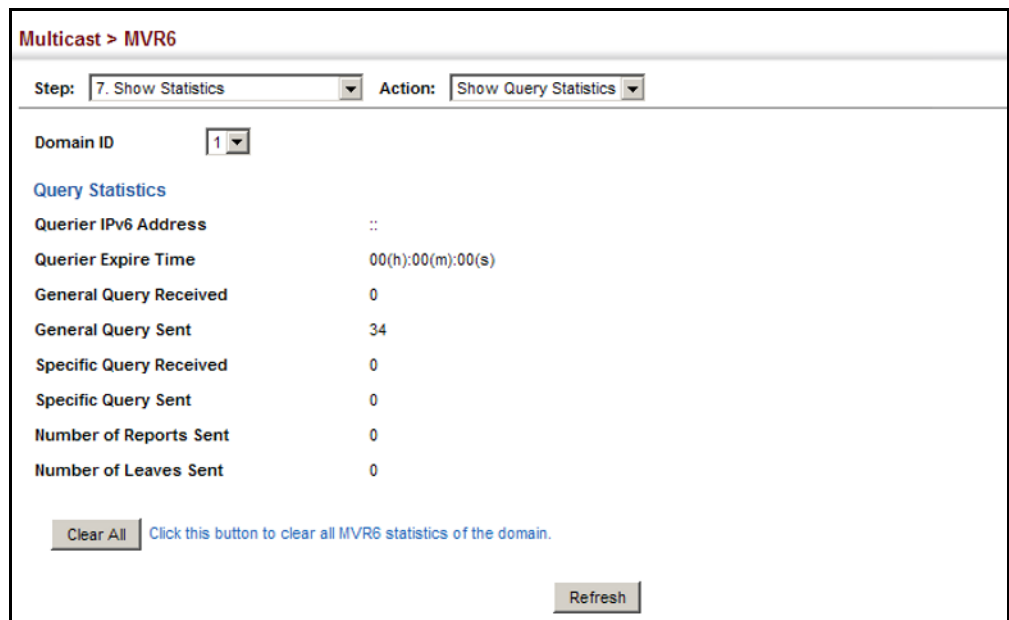 Multicast > MVR6
Step: 7. Show Statistics Action: Show Query Statistics
Domain ID 1
Query Statistics
Querier IPv6 Address ::
Querier Expire Time 00(h):00(m):00(s)
General Query Received 0
General Query Sent 34
Specific Query Received 0
Specific Query Sent 0
Number of Reports Sent 0
Number of Leaves Sent 0
Clear All Click this button to clear all MVR6 statistics of the domain.
Refresh